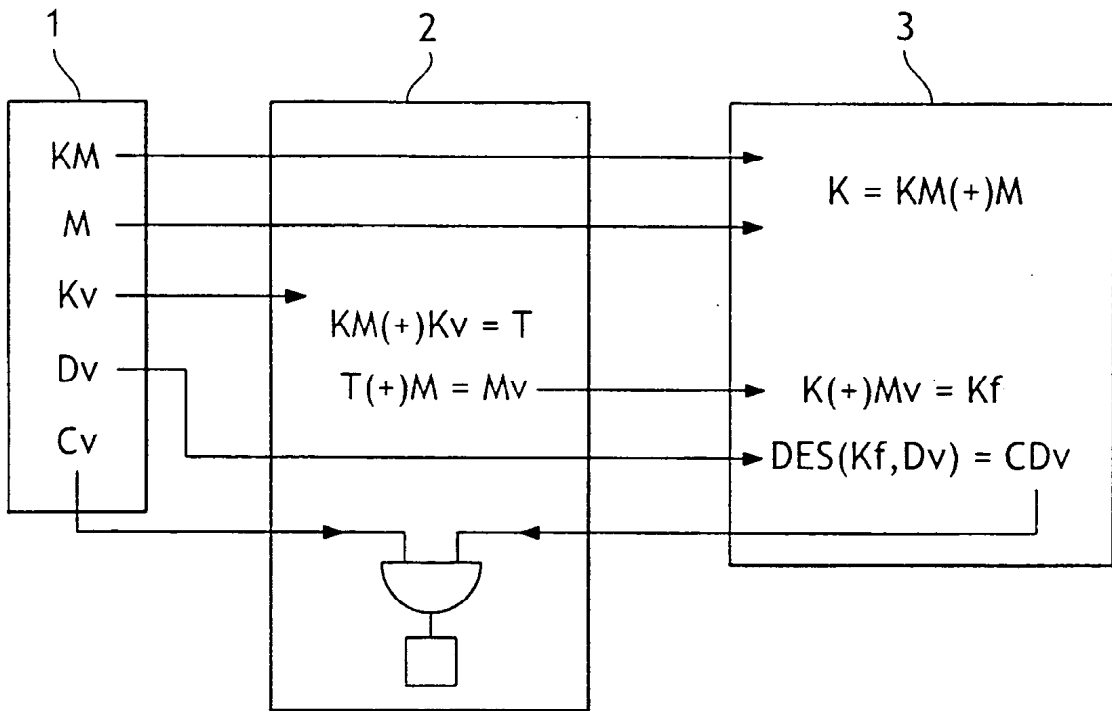 1
2
3
KM
M
Kv
Dv
Cv
KM(+)Kv = T
T(+)M = Mv
K = KM(+)M
K(+)Mv = Kf
DES(Kf,Dv) = CDv